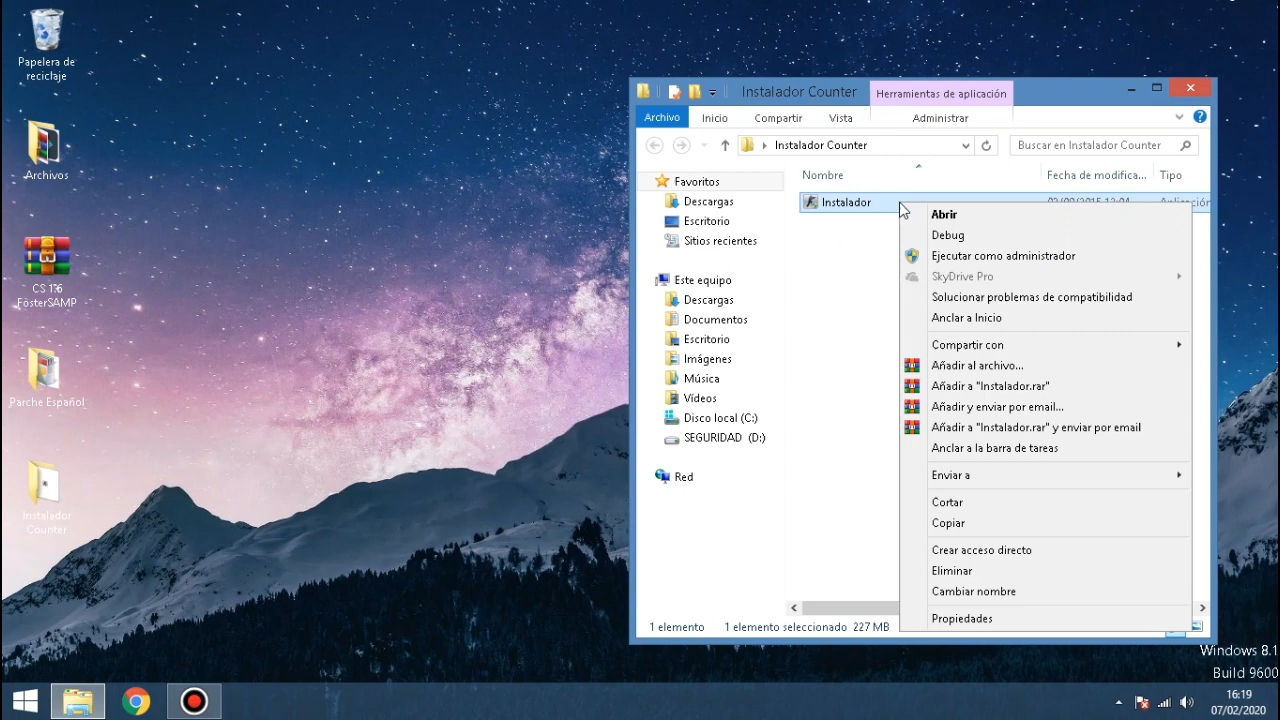 Papelera de
reciclaje
Archivos
CS 1.6
FosterSAMP
Parche Español
Instalador
Counter
Instalador Counter
Herramientas de aplicación
Archivo
Inicio
Compartir
Vista
Administrar
Instalador Counter
Buscar en Instalador Counter
Nombre
Fecha de modifica...
Tipo
Favoritos
Descargas
Escritorio
Sitios recientes
Este equipo
Descargas
Documentos
Escritorio
Imágenes
Música
Vídeos
Disco local (C:)
SEGURIDAD (D:)
Red
Instalador
Aplicación
Abrir
Debug
Ejecutar como administrador
SkyDrive Pro
Solucionar problemas de compatibilidad
Anclar a Inicio
Compartir con
Añadir al archivo...
Añadir a "Instalador.rar"
Añadir y enviar por email...
Añadir a "Instalador.rar" y enviar por email
Anclar a la barra de tareas
Enviar a
Cortar
Copiar
Crear acceso directo
Eliminar
Cambiar nombre
Propiedades
1 elemento
1 elemento seleccionado 227 MB
Windows 8.1
Build 9600
16:19
07/02/2020